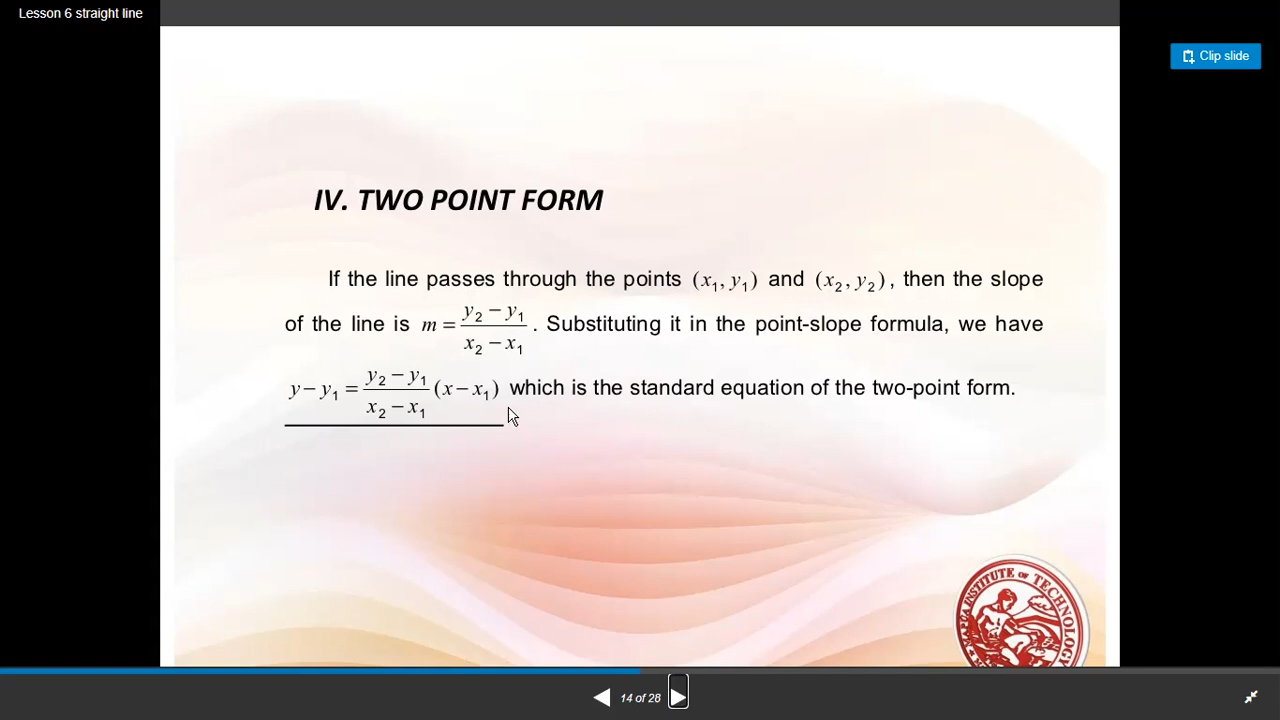 Lesson 6 straight line
Clip slide
IV. TWO POINT FORM
If the line passes through the points (x₁, y₁) and (x₂, y₂), then the slope
of the line is m = (y₂ − y₁)/(x₂ − x₁). Substituting it in the point-slope formula, we have
y − y₁ = (y₂ − y₁)/(x₂ − x₁) (x − x₁) which is the standard equation of the two-point form.
INSTITUTE OF TECHNOLOGY
14 of 28